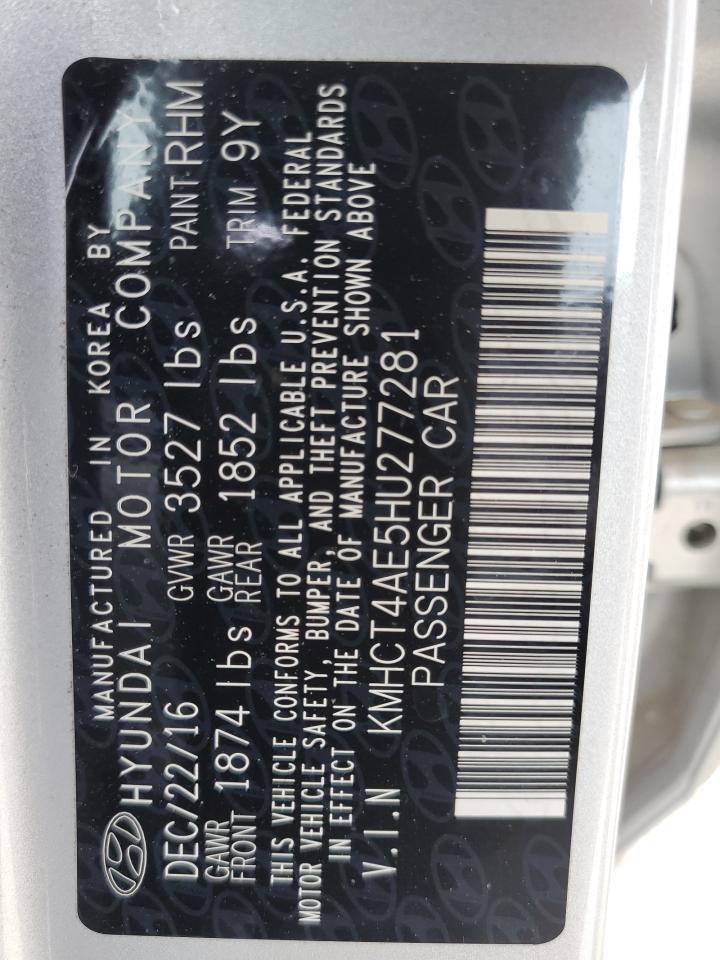 MANUFACTURED IN KOREA BY
HYUNDAI MOTOR COMPANY
DEC/22/16 GVWR 3527 lbs PAINT RHM
GAWR FRONT 1874 lbs GAWR REAR 1852 lbs TRIM 9Y
THIS VEHICLE CONFORMS TO ALL APPLICABLE U.S.A. FEDERAL
MOTOR VEHICLE SAFETY, BUMPER, AND THEFT PREVENTION STANDARDS
IN EFFECT ON THE DATE OF MANUFACTURE SHOWN ABOVE
V.I.N KMHCT4AE5HU277281
PASSENGER CAR